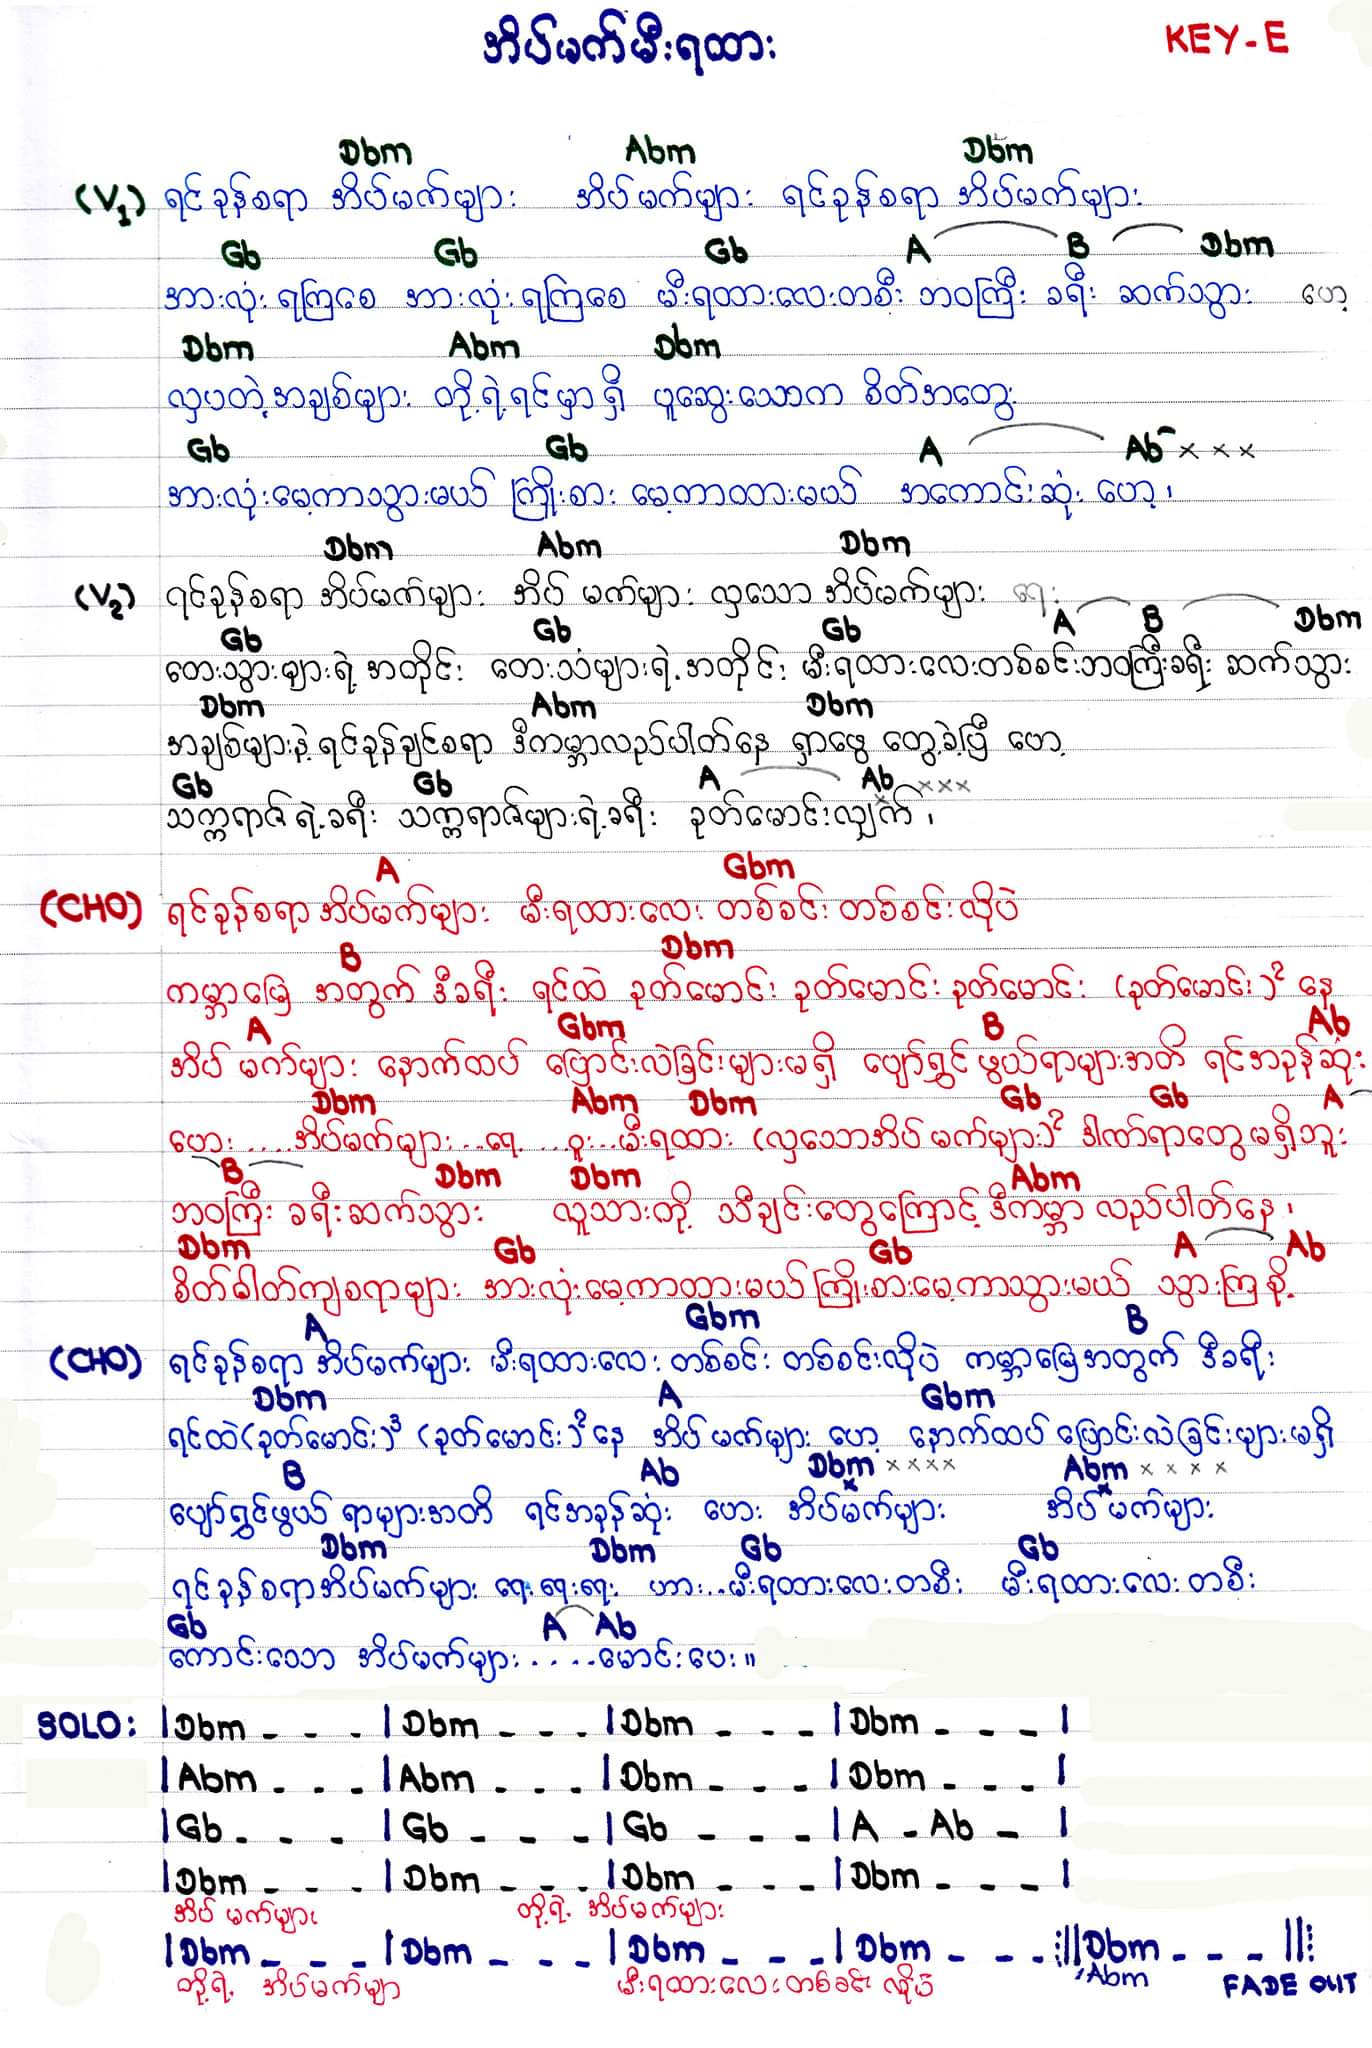 အိပ်မက်မီးရထား
KEY-E
Dbm Abm Dbm
(V1) ရင်ခုန်စရာ အိပ်မက်များ အိပ်မက်များ ရင်ခုန်စရာ အိပ်မက်များ
Gb Gb Gb A B Dbm
အားလုံးရကြစေ အားလုံးရကြစေ မီးရထားလေးတစီး ဘဝကြီး ခရီး ဆက်သွား ဟေ့
Dbm Abm Dbm
လှပတဲ့အချစ်များ တို့ရဲ့ရင်မှာရှိ ပူဆွေးသောက စိတ်အတွေး
Gb Gb A Ab x x x
အားလုံးမေ့ကာသွားမယ် ကြိုးစား မေ့ကာထားမယ် အကောင်းဆုံး ဟေ့၊
Dbm Abm Dbm
(V2) ရင်ခုန်စရာ အိပ်မက်များ အိပ် မက်များ လှသော အိပ်မက်များ ရေး
Gb Gb Gb A B Dbm
တေးသွားများရဲ့ အတိုင်း တေးသံများရဲ့ အတိုင်း မီးရထားလေးတစ်စင်းဘဝကြီးခရီး ဆက်သွား
Dbm Abm Dbm
အချစ်များနဲ့ ရင်ခုန်ချင်စရာ ဒီကမ္ဘာလည်ပါတ်နေ ရှာဖွေ တွေ့ခဲ့ပြီ ဟေ့
Gb Gb A Ab xxx
သက္ကရာဇ်ရဲ့ခရီး သက္ကရာဇ်များရဲ့ခရီး ခုတ်မောင်းလျှက်၊
A Gbm
(CHO) ရင်ခုန်စရာ အိပ်မက်များ မီးရထားလေး တစ်စင်း တစ်စင်းလိုပဲ
B Dbm
ကမ္ဘာမြေ အတွက် ဒီခရီး ရင်ထဲ ခုတ်မောင်း ခုတ်မောင်း ခုတ်မောင်း (ခုတ်မောင်း)2 နေ
A Gbm B Ab
အိပ် မက်များ နောက်ထပ် ပြောင်းလဲခြင်းများမရှိ ပျော်ရွှင်ဖွယ်ရာများအတိ ရင်အခုန်ဆုံး
Dbm Abm Dbm Gb Gb A
ဟေး .... အိပ်မက်များ ... ရေ ... မီးရထား (လှသောအိပ် မက်များ)2 ဒါဏ်ရာတွေ မရှိဘူး
B Dbm Dbm Abm
ဘဝကြီး ခရီးဆက်သွား လူသားတို့ သီချင်းတွေကြောင့် ဒီကမ္ဘာ လည်ပါတ်နေ၊
Dbm Gb Gb A Ab
စိတ်ဓါတ်ကျစရာများ အားလုံးမေ့ကာထားမယ် ကြိုးစားမေ့ကာသွားမယ် သွားကြစို့
A Gbm B
(CHO) ရင်ခုန်စရာ အိပ်မက်များ မီးရထားလေး တစ်စင်း တစ်စင်းလိုပဲ ကမ္ဘာမြေအတွက် ဒီခရီး
Dbm A Gbm
ရင်ထဲ(ခုတ်မောင်း)3 (ခုတ်မောင်း)2နေ အိပ် မက်များ ဟေ့ နောက်ထပ် ပြောင်းလဲခြင်းများမရှိ
B Ab Dbm xxxx Abm x x x x
ပျော်ရွှင်ဖွယ် ရာများအတိ ရင်အခုန်ဆုံး ဟေး အိပ်မက်များ အိပ်မက်များ
Dbm Dbm Gb Gb
ရင်ခုန်စရာအိပ်မက်များ ရေးရေးရေး ဟား...မီးရထားလေးတစီး မီးရထားလေးတစီး
Gb A Ab
ကောင်းသော အိပ်မက်များ ....မောင်းပေး။
SOLO: |Dbm - - - |Dbm - - - |Dbm - - - |Dbm - - - |
|Abm - - - |Abm - - - |Dbm - - - |Dbm - - - |
|Gb - - - |Gb - - - |Gb - - - |A - Ab - |
|Dbm - - - |Dbm - - - |Dbm - - - |Dbm - - - |
အိပ် မက်များ တို့ရဲ့ အိပ်မက်များ
|Dbm - - - |Dbm - - - |Dbm - - - |Dbm - - - :||Dbm - - - ||:
တို့ရဲ့ အိပ်မက်များ မီးရထားလေးတစ်ခင်း လိုပဲ Abm FADE OUT